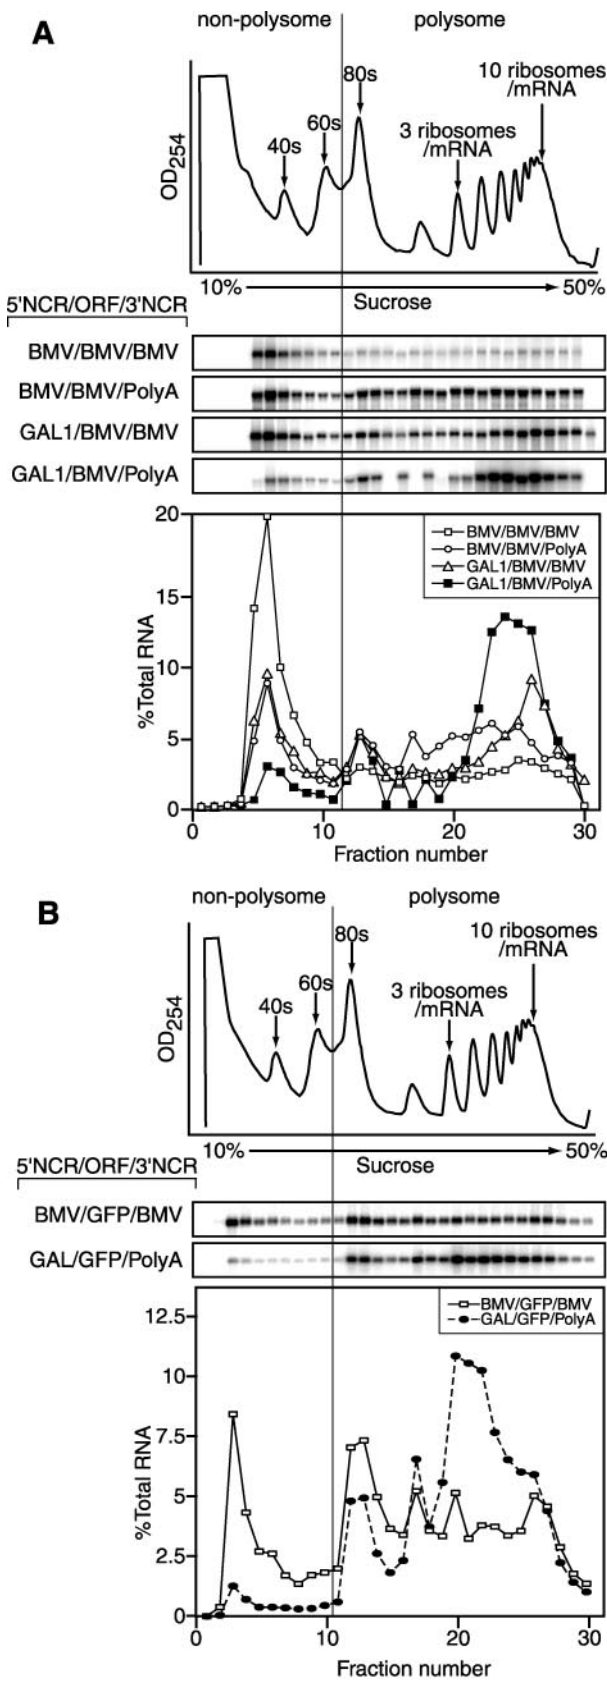 A
non-polysome polysome
80s
10 ribosomes
/mRNA
60s
3 ribosomes
/mRNA
40s
OD254
10% 50%
Sucrose
5'NCR/ORF/3'NCR
BMV/BMV/BMV
BMV/BMV/PolyA
GAL1/BMV/BMV
GAL1/BMV/PolyA
20
BMV/BMV/BMV
BMV/BMV/PolyA
GAL1/BMV/BMV
GAL1/BMV/PolyA
15
%Total RNA
10
5
0
0 10 20 30
Fraction number
B
non-polysome polysome
80s
10 ribosomes
/mRNA
60s
3 ribosomes
/mRNA
40s
OD254
10% 50%
Sucrose
5'NCR/ORF/3'NCR
BMV/GFP/BMV
GAL/GFP/PolyA
BMV/GFP/BMV
GAL/GFP/PolyA
12.5
10
%Total RNA
7.5
5
2.5
0
0 10 20 30
Fraction number